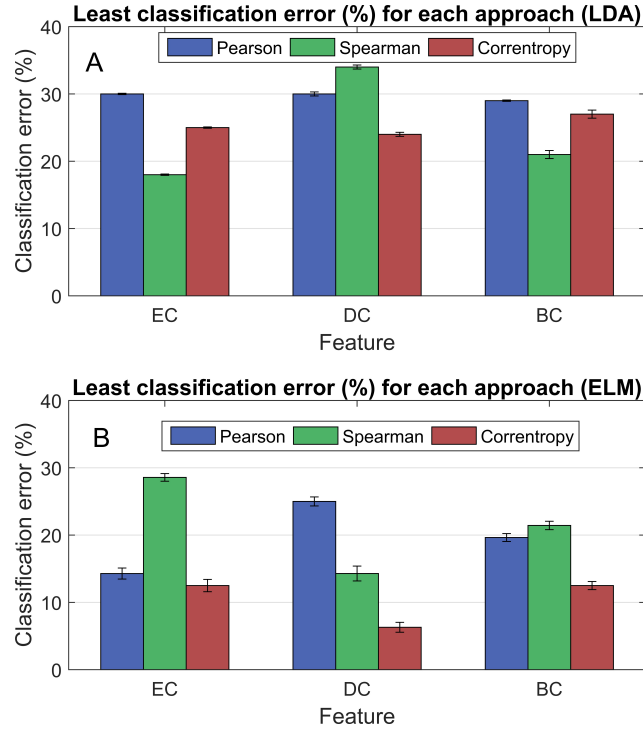 Least classification error (%) for each approach (LDA)
A
Pearson Spearman Correntropy
Classification error (%)
40
30
20
10
0
EC DC BC
Feature
Least classification error (%) for each approach (ELM)
B
Pearson Spearman Correntropy
Classification error (%)
40
30
20
10
0
EC DC BC
Feature